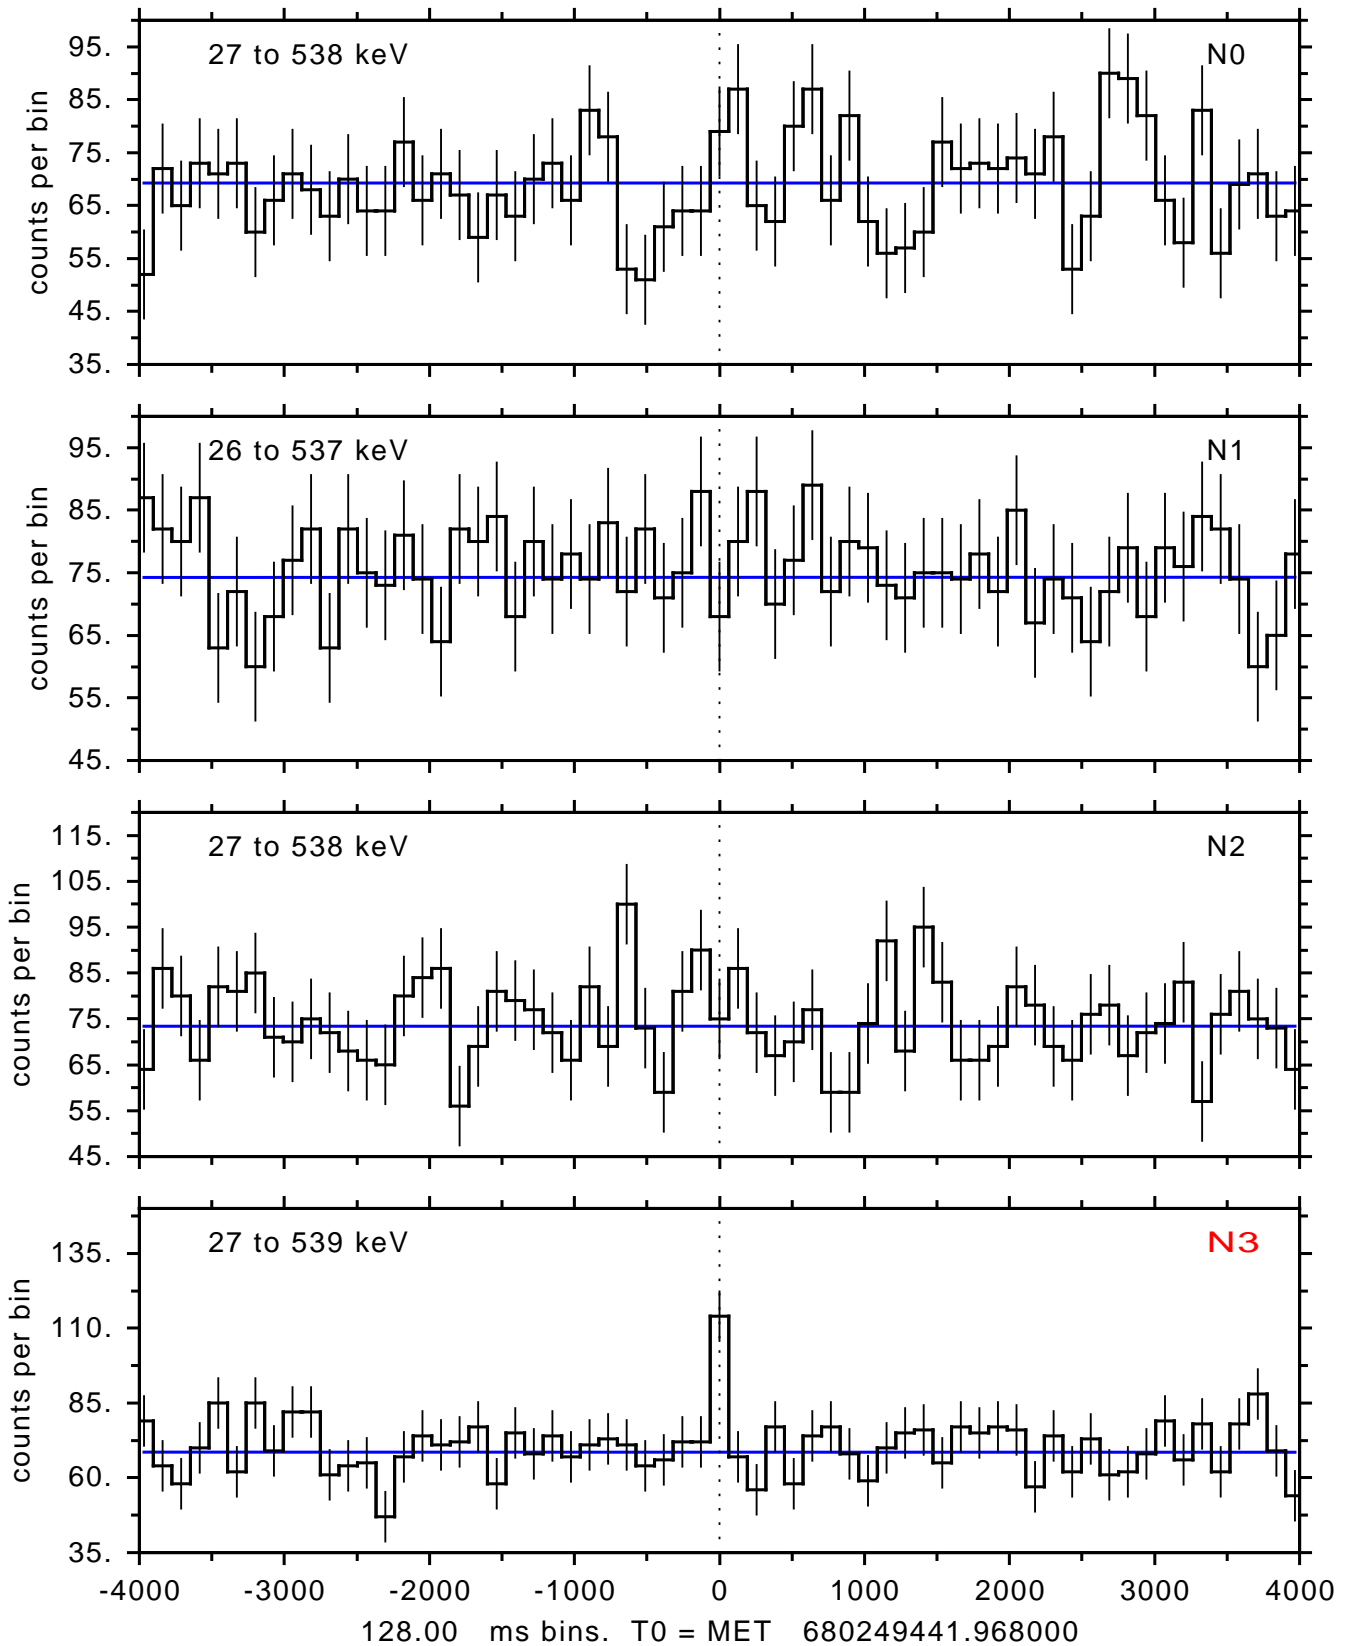 27 to 538 keV N0
95.
85.
75.
65.
55.
45.
35.
counts per bin
26 to 537 keV N1
95.
85.
75.
65.
55.
45.
counts per bin
27 to 538 keV N2
115.
105.
95.
85.
75.
65.
55.
45.
counts per bin
27 to 539 keV N3
135.
110.
85.
60.
35.
counts per bin
-4000 -3000 -2000 -1000 0 1000 2000 3000 4000
128.00 ms bins. T0 = MET 680249441.968000